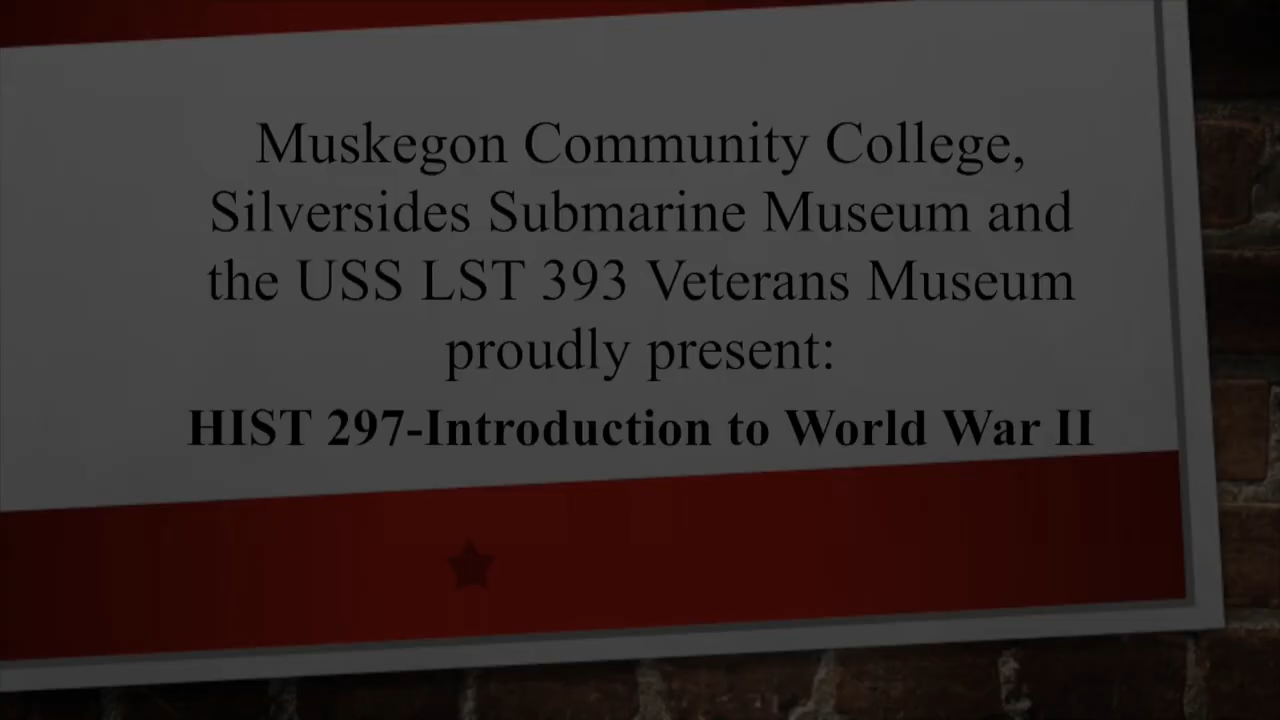 Muskegon Community College,
Silversides Submarine Museum and
the USS LST 393 Veterans Museum
proudly present:
HIST 297-Introduction to World War II